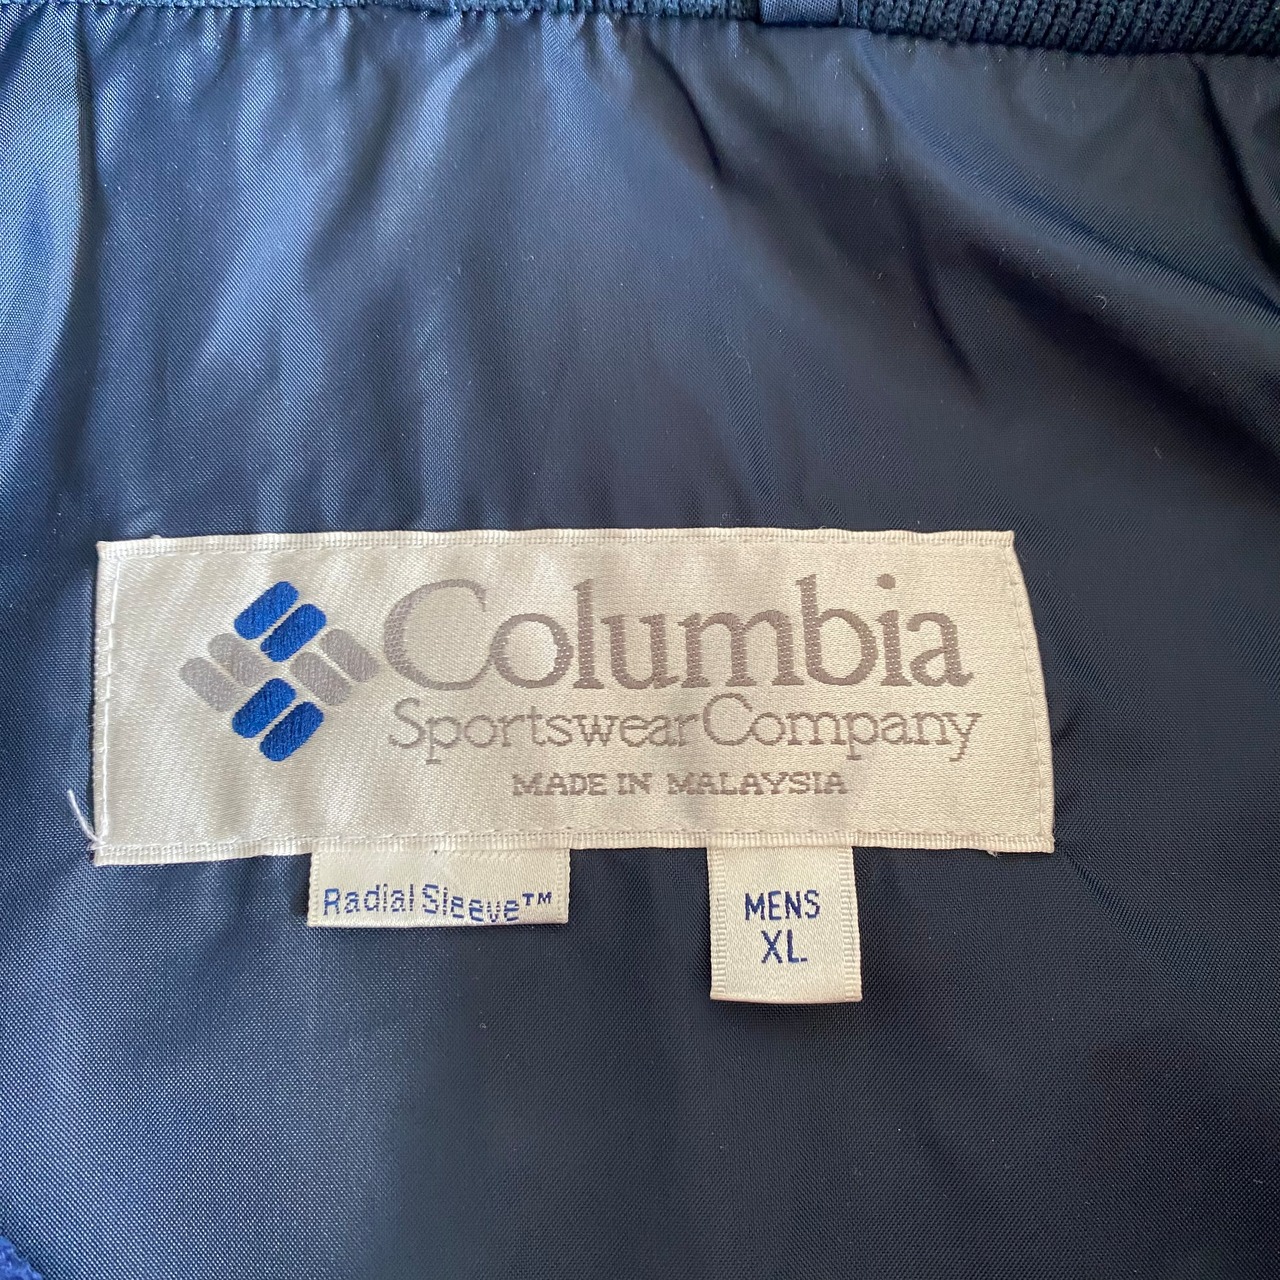 Columbia
Sportswear Company
MADE IN MALAYSIA
Radial Sleeve™
MENS
XL